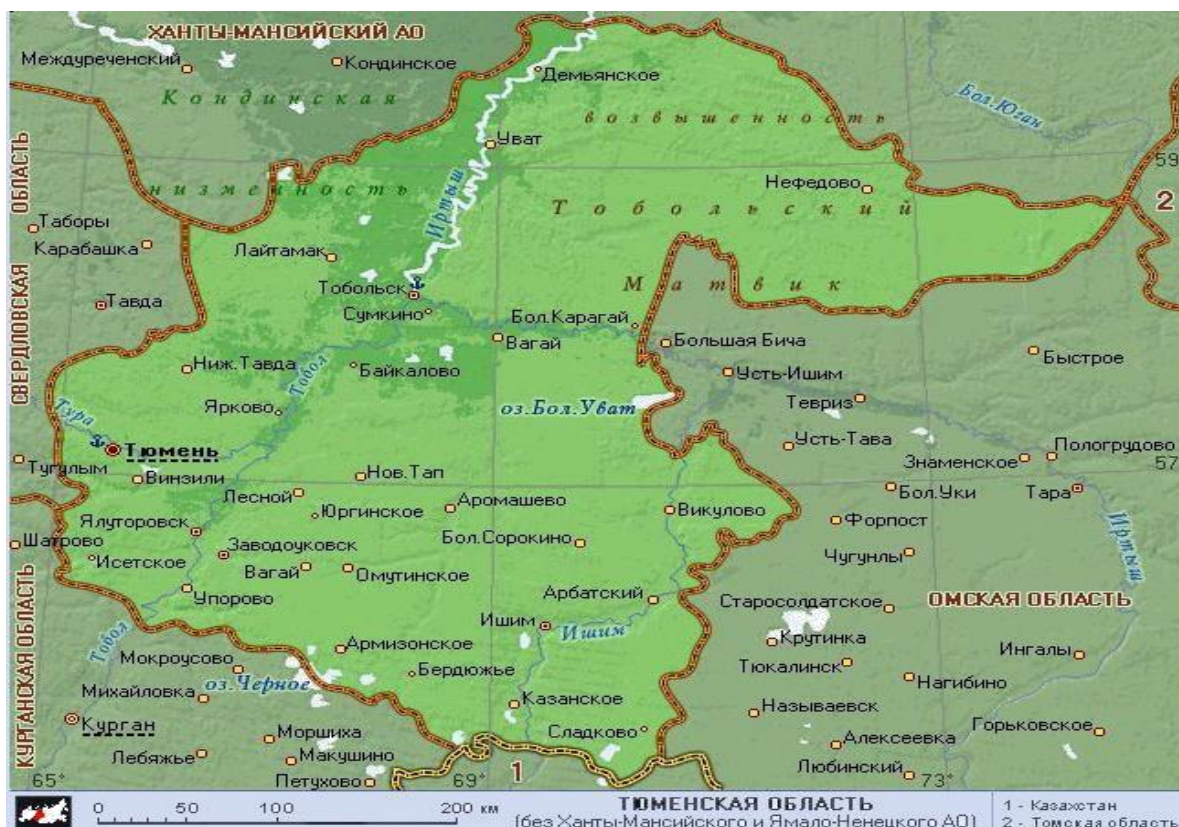 ХАНТЫ-МАНСИЙСКИЙ АО
Междуреченский
Кондинское
Демьянское
Кондинская
Бол.Юган
возвышенность
Уват
59°
низменность
Нефедово
2
СВЕРДЛОВСКАЯ ОБЛАСТЬ
Таборы
Тобольский
Карабашка
Иртыш
Лайтамак
Тобольск
Матвик
Тавда
Сумкино
Бол.Карагай
Вагай
Большая Бича
Быстрое
Ниж.Тавда
Байкалово
Усть-Ишим
Тобол
Ярково
оз.Бол.Уват
Тевриз
Тура
Тюмень
Усть-Тава
Пологрудово
Тугулым
Винзили
Нов.Тап
Знаменское
57
Лесной
Бол.Уки
Тара
Юргинское
Аромашево
Викулово
Ялуторовск
Форпост
Иртыш
Шатрово
Заводоуковск
Бол.Сорокино
Исетское
Вагай
Омутинское
Чугунлы
КУРГАНСКАЯ ОБЛАСТЬ
Упорово
Арбатский
Старосолдатское
ОМСКАЯ ОБЛАСТЬ
Ишим
Ишим
Тобол
Армизонское
Крутинка
Ингалы
Мокроусово
Бердюжье
Тюкалинск
оз.Черное
Нагибино
Михайловка
Казанское
Называевск
Курган
Сладково
Горьковское
Моршиха
Алексеевка
Лебяжье
Макушино
1
Любинский
65°
Петухово
69°
73°
0 50 100 200 км
ТЮМЕНСКАЯ ОБЛАСТЬ
(без Ханты-Мансийского и Ямало-Ненецкого АО)
1 - Казахстан
2 - Томская область